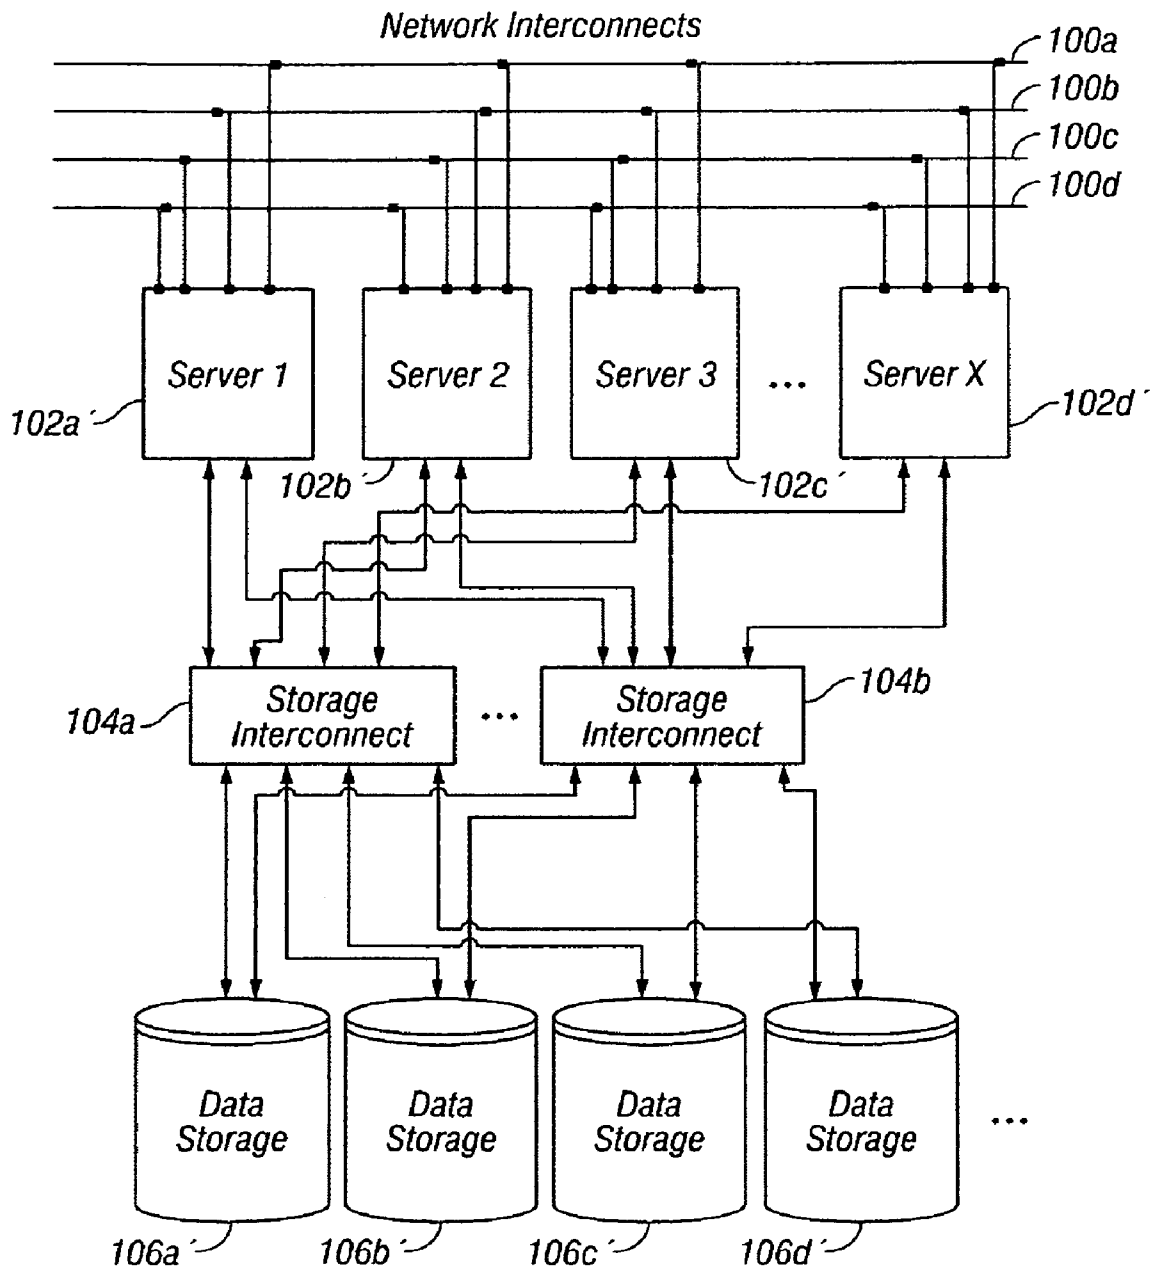 Network Interconnects
100a
100b
100c
100d
Server 1
Server 2
Server 3
...
Server X
102a´
102b´
102c´
102d´
Storage
Interconnect
104a
...
Storage
Interconnect
104b
Data
Storage
Data
Storage
Data
Storage
Data
Storage
...
106a´
106b´
106c´
106d´